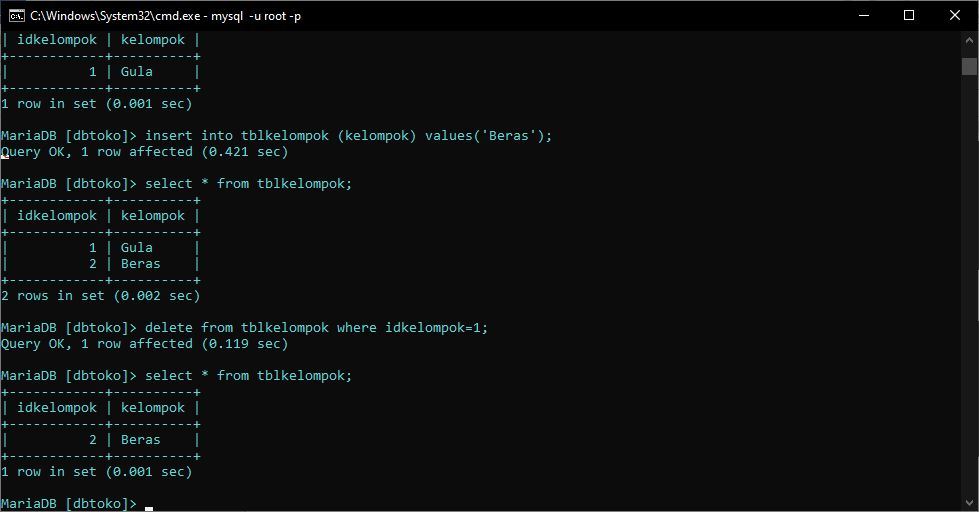 C:\Windows\System32\cmd.exe - mysql  -u root -p
| idkelompok | kelompok |
+------------+----------+
|          1 | Gula     |
+------------+----------+
1 row in set (0.001 sec)
MariaDB [dbtoko]> insert into tblkelompok (kelompok) values('Beras');
Query OK, 1 row affected (0.421 sec)
MariaDB [dbtoko]> select * from tblkelompok;
+------------+----------+
| idkelompok | kelompok |
+------------+----------+
|          1 | Gula     |
|          2 | Beras    |
+------------+----------+
2 rows in set (0.002 sec)
MariaDB [dbtoko]> delete from tblkelompok where idkelompok=1;
Query OK, 1 row affected (0.119 sec)
MariaDB [dbtoko]> select * from tblkelompok;
+------------+----------+
| idkelompok | kelompok |
+------------+----------+
|          2 | Beras    |
+------------+----------+
1 row in set (0.001 sec)
MariaDB [dbtoko]>